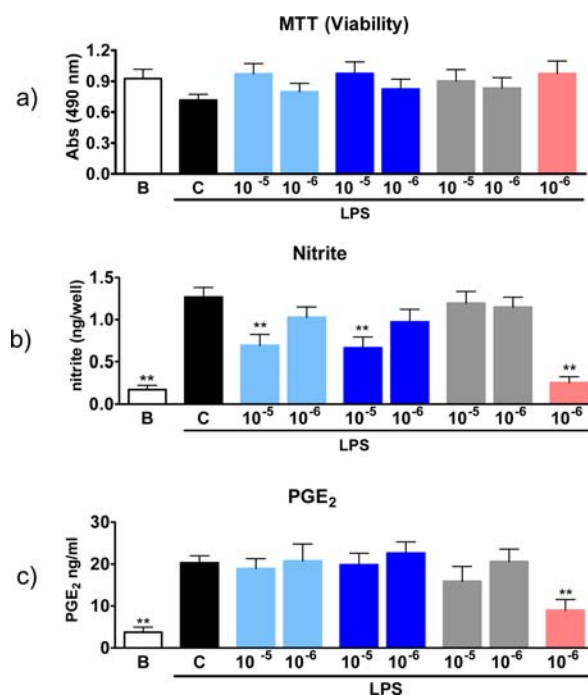 MTT (Viability)
a)
Abs (490 nm)
1.2
0.9
0.6
0.3
0.0
B C 10⁻⁵ 10⁻⁶ 10⁻⁵ 10⁻⁶ 10⁻⁵ 10⁻⁶ 10⁻⁶
LPS
Nitrite
b)
nitrite (ng/well)
1.5
1.0
0.5
0.0
** ** ** **
B C 10⁻⁵ 10⁻⁶ 10⁻⁵ 10⁻⁶ 10⁻⁵ 10⁻⁶ 10⁻⁶
LPS
PGE₂
c)
PGE₂ ng/ml
30
20
10
0
** **
B C 10⁻⁵ 10⁻⁶ 10⁻⁵ 10⁻⁶ 10⁻⁵ 10⁻⁶ 10⁻⁶
LPS